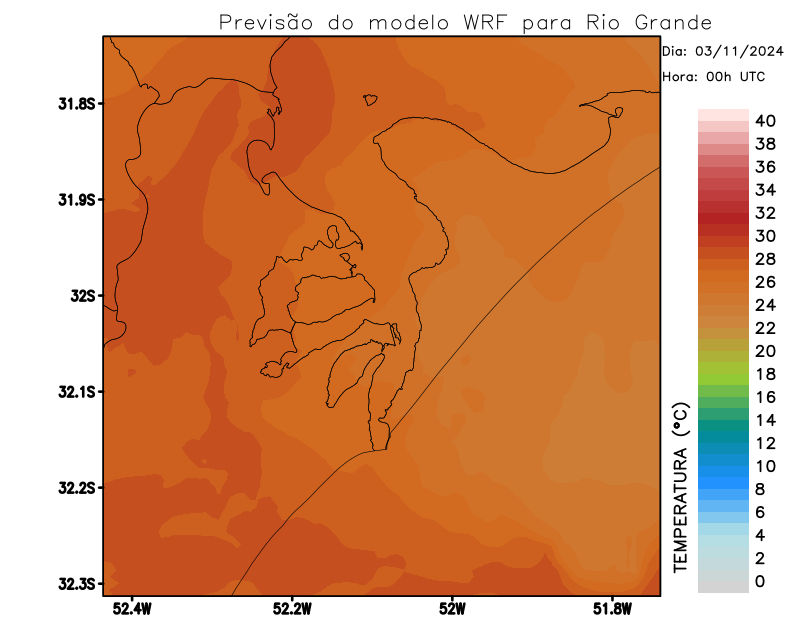 Previsão do modelo WRF para Rio Grande
Dia: 03/11/2024
Hora: 00h UTC
31.8S
31.9S
32S
32.1S
32.2S
32.3S
52.4W
52.2W
52W
51.8W
TEMPERATURA (°C)
40
38
36
34
32
30
28
26
24
22
20
18
16
14
12
10
8
6
4
2
0